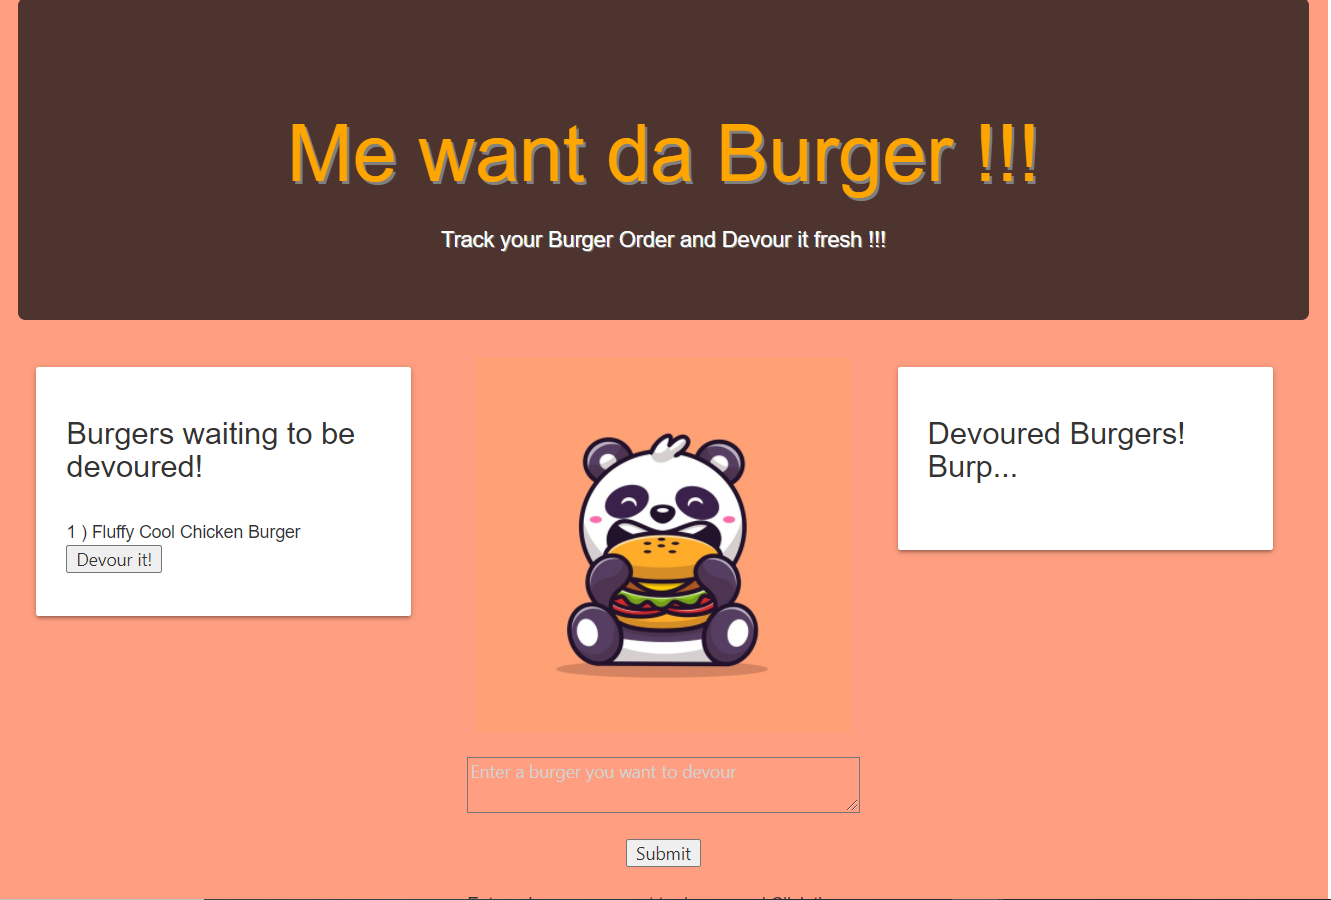 Me want da Burger !!!
Track your Burger Order and Devour it fresh !!!
Burgers waiting to be
devoured!
1 ) Fluffy Cool Chicken Burger
Devour it!
Devoured Burgers!
Burp...
Enter a burger you want to devour
Submit